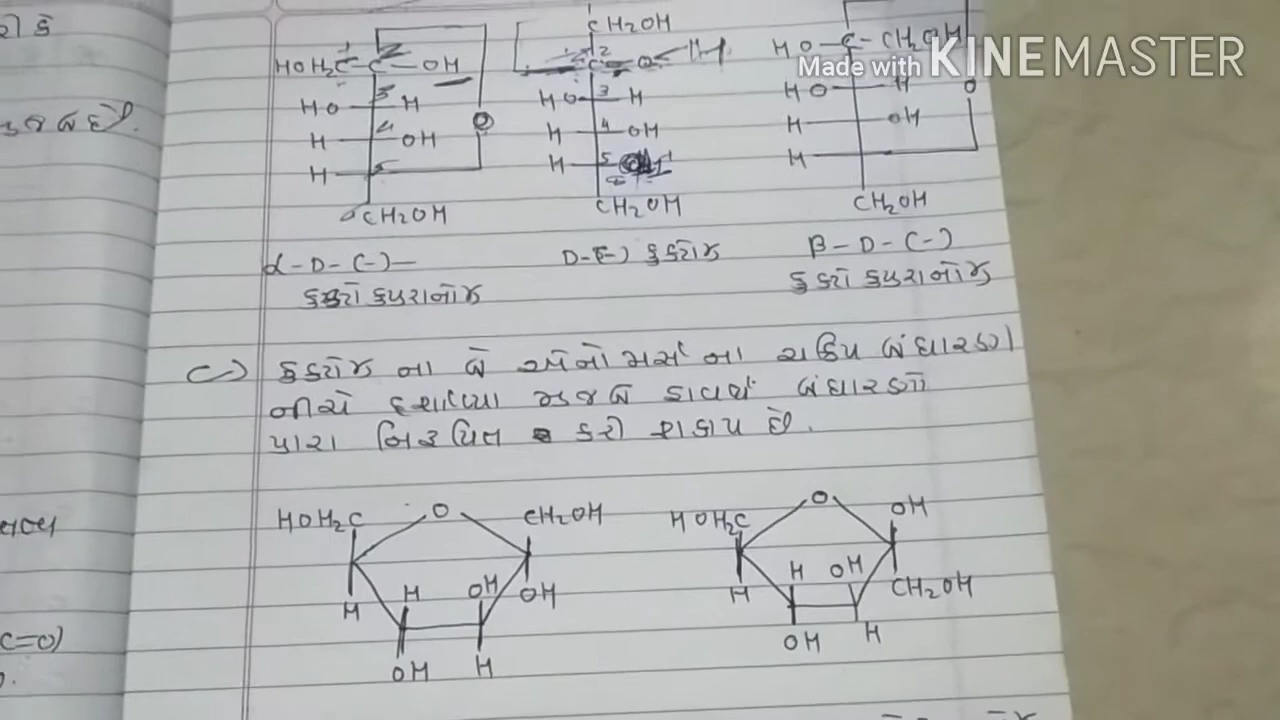 CH2OH
HOH2C - C - OH
HO - C - CH2OH
HO H
HO H
HO H
H OH
H OH
H OH
H
H
H
CH2OH
CH2OH
CH2OH
α-D-(-)-
D-(-) ફ્રુક્ટોઝ
β-D-(-)
ફ્રુક્ટો ફ્યુરાનોઝ
ફ્રુક્ટો ફ્યુરાનોઝ
Made with KINEMASTER
ફ્રુક્ટોઝ ના બે એનોમર્સ ના ચક્રિય બંધારણો
નીચે દર્શાવ્યા મુજબ હાવર્થ બંધારણો
દ્વારા નિરૂપિત કરી શકાય છે.
HOH2C O CH2OH
H H OH OH
OH H
HOH2C O OH
H H OH CH2OH
OH H
C=O)